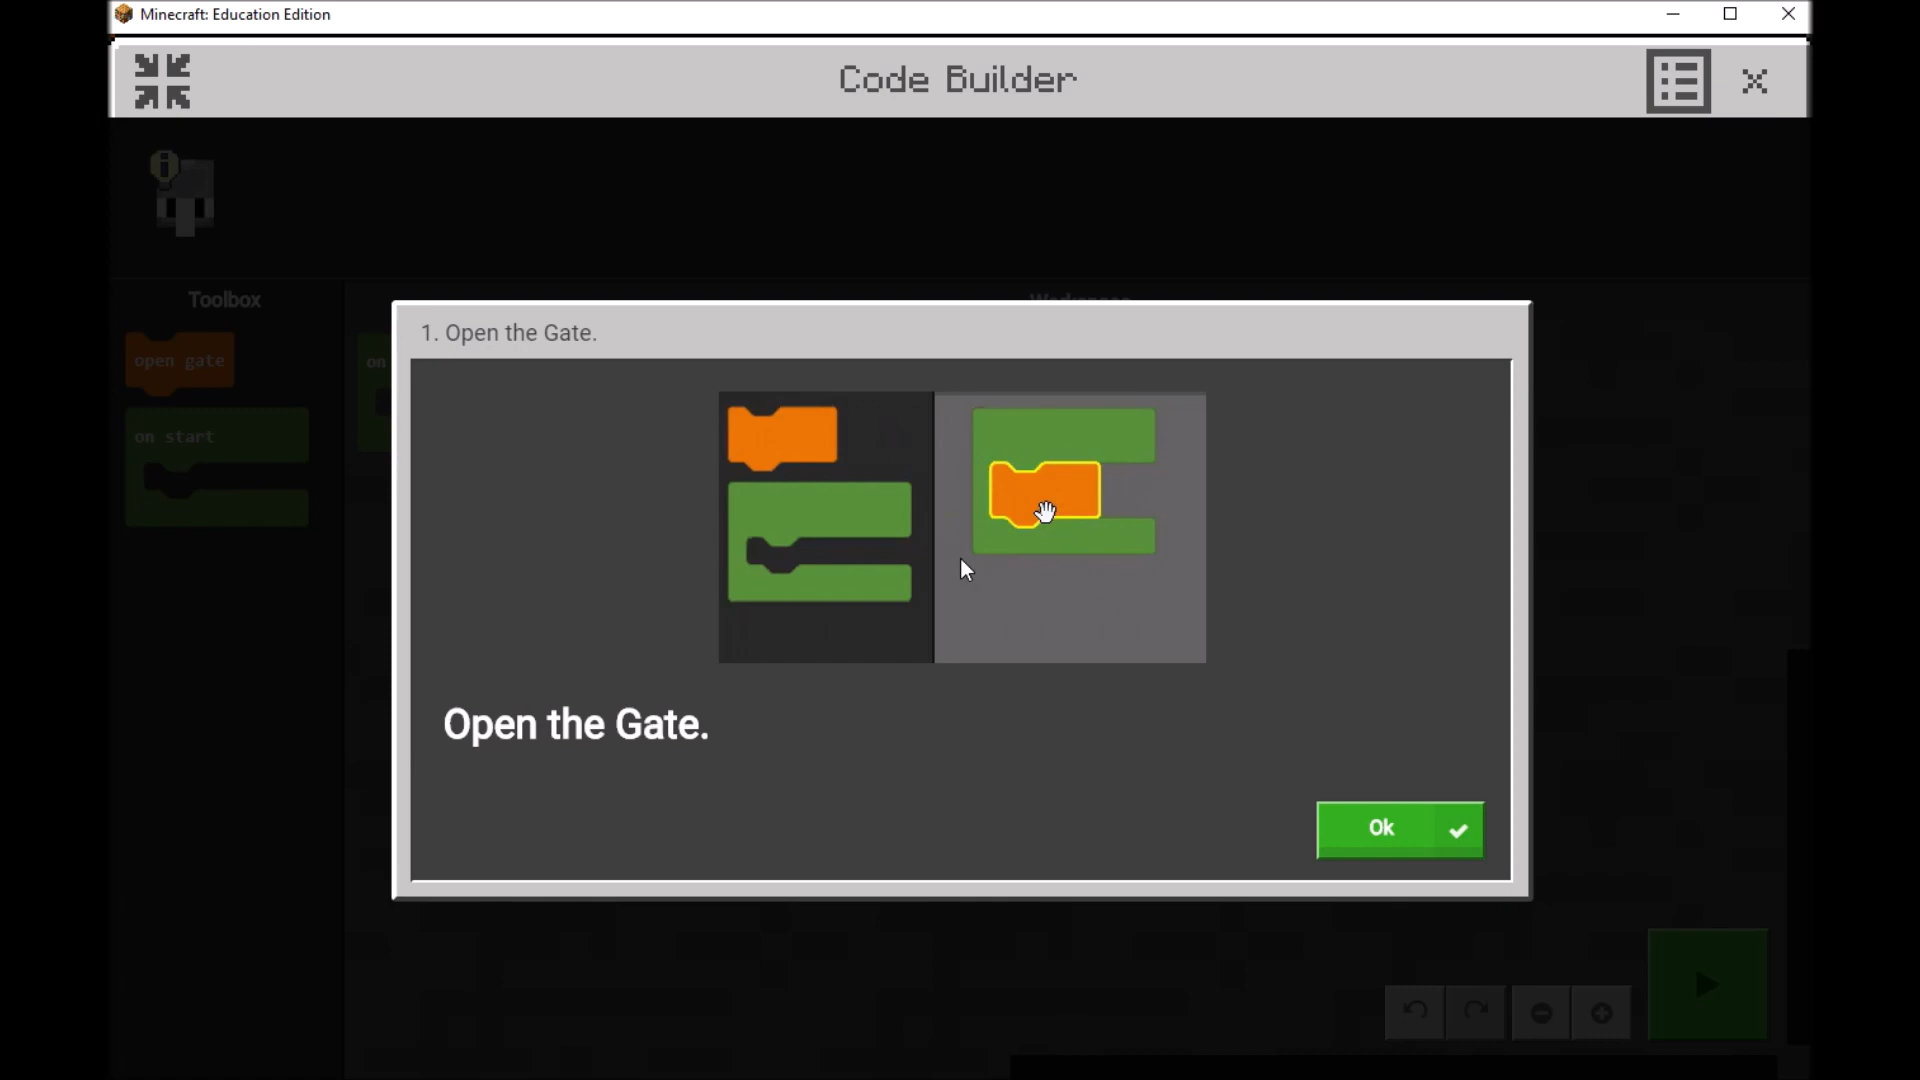 Minecraft: Education Edition
Code Builder
Toolbox
Workspace
open gate
on start
on
1. Open the Gate.
Open the Gate.
Ok